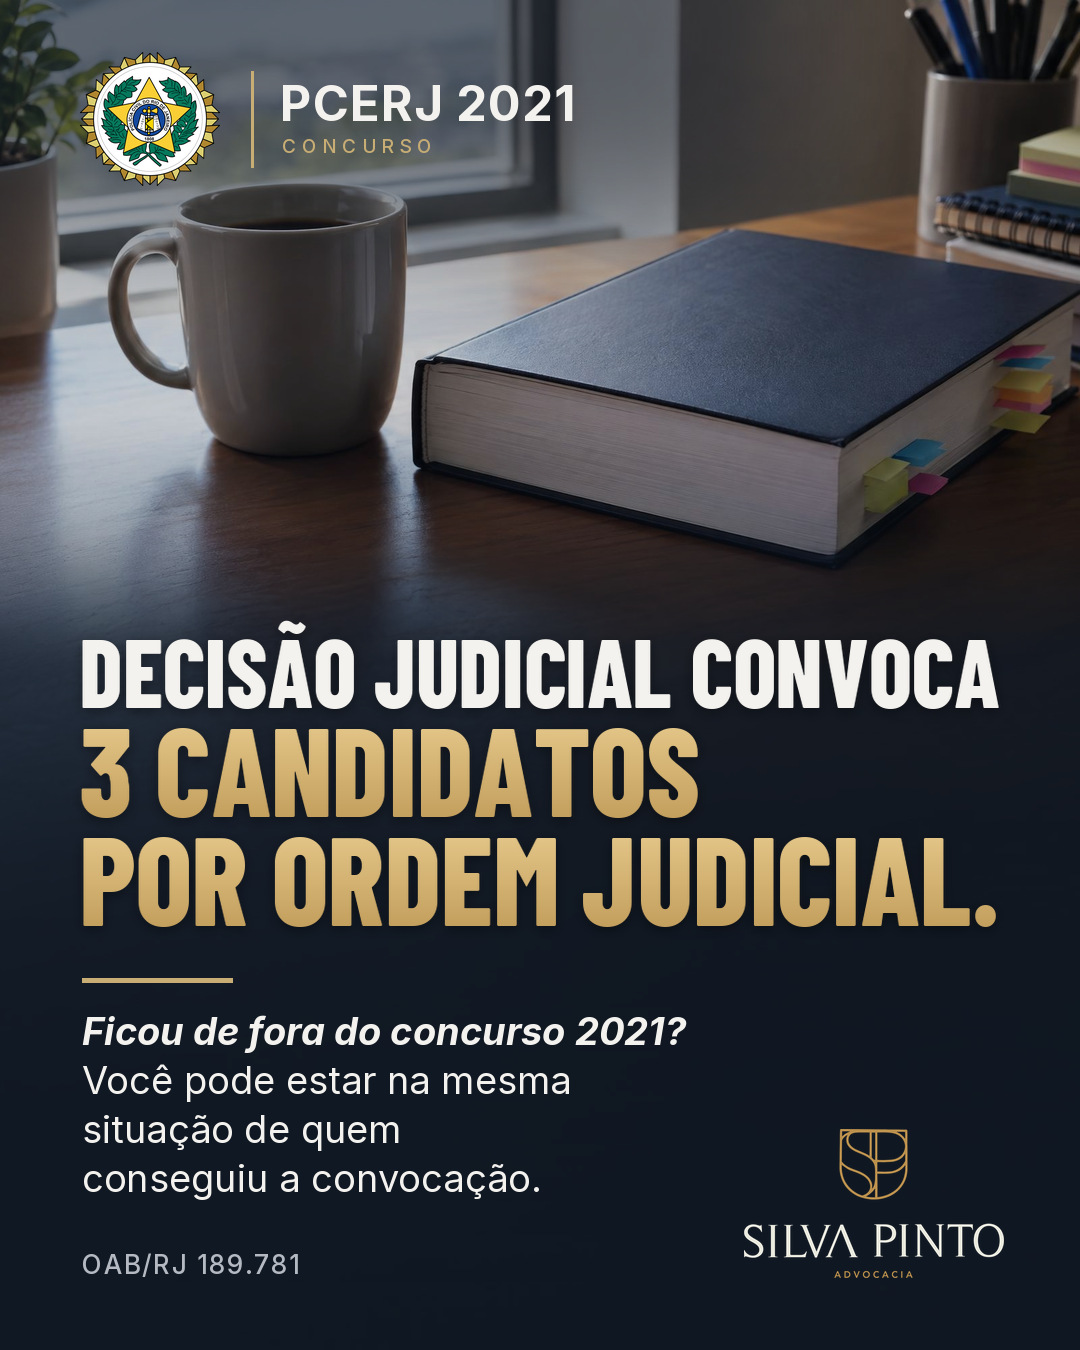 PCERJ 2021
CONCURSO
DECISÃO JUDICIAL CONVOCA
3 CANDIDATOS
POR ORDEM JUDICIAL.
Ficou de fora do concurso 2021?
Você pode estar na mesma
situação de quem
conseguiu a convocação.
OAB/RJ 189.781
SP
SILVA PINTO
ADVOCACIA